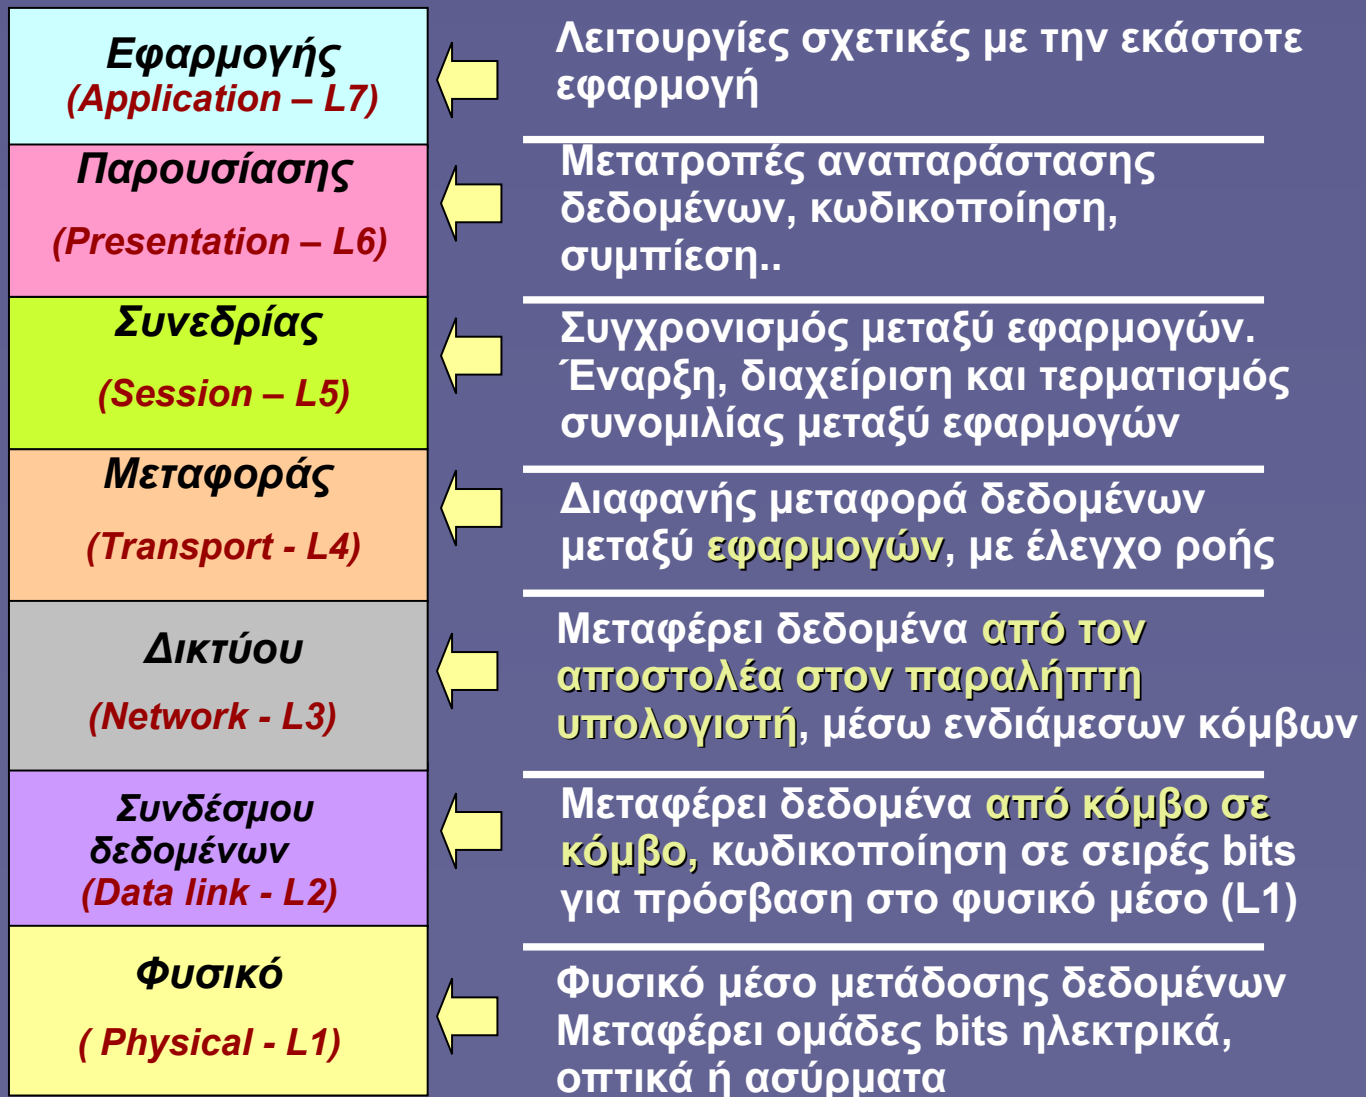 Εφαρμογής
(Application – L7)
Λειτουργίες σχετικές με την εκάστοτε
εφαρμογή
Παρουσίασης
(Presentation – L6)
Μετατροπές αναπαράστασης
δεδομένων, κωδικοποίηση,
συμπίεση..
Συνεδρίας
(Session – L5)
Συγχρονισμός μεταξύ εφαρμογών.
Έναρξη, διαχείριση και τερματισμός
συνομιλίας μεταξύ εφαρμογών
Μεταφοράς
(Transport - L4)
Διαφανής μεταφορά δεδομένων
μεταξύ εφαρμογών, με έλεγχο ροής
Δικτύου
(Network - L3)
Μεταφέρει δεδομένα από τον
αποστολέα στον παραλήπτη
υπολογιστή, μέσω ενδιάμεσων κόμβων
Συνδέσμου
δεδομένων
(Data link - L2)
Μεταφέρει δεδομένα από κόμβο σε
κόμβο, κωδικοποίηση σε σειρές bits
για πρόσβαση στο φυσικό μέσο (L1)
Φυσικό
( Physical - L1)
Φυσικό μέσο μετάδοσης δεδομένων
Μεταφέρει ομάδες bits ηλεκτρικά,
οπτικά ή ασύρματα